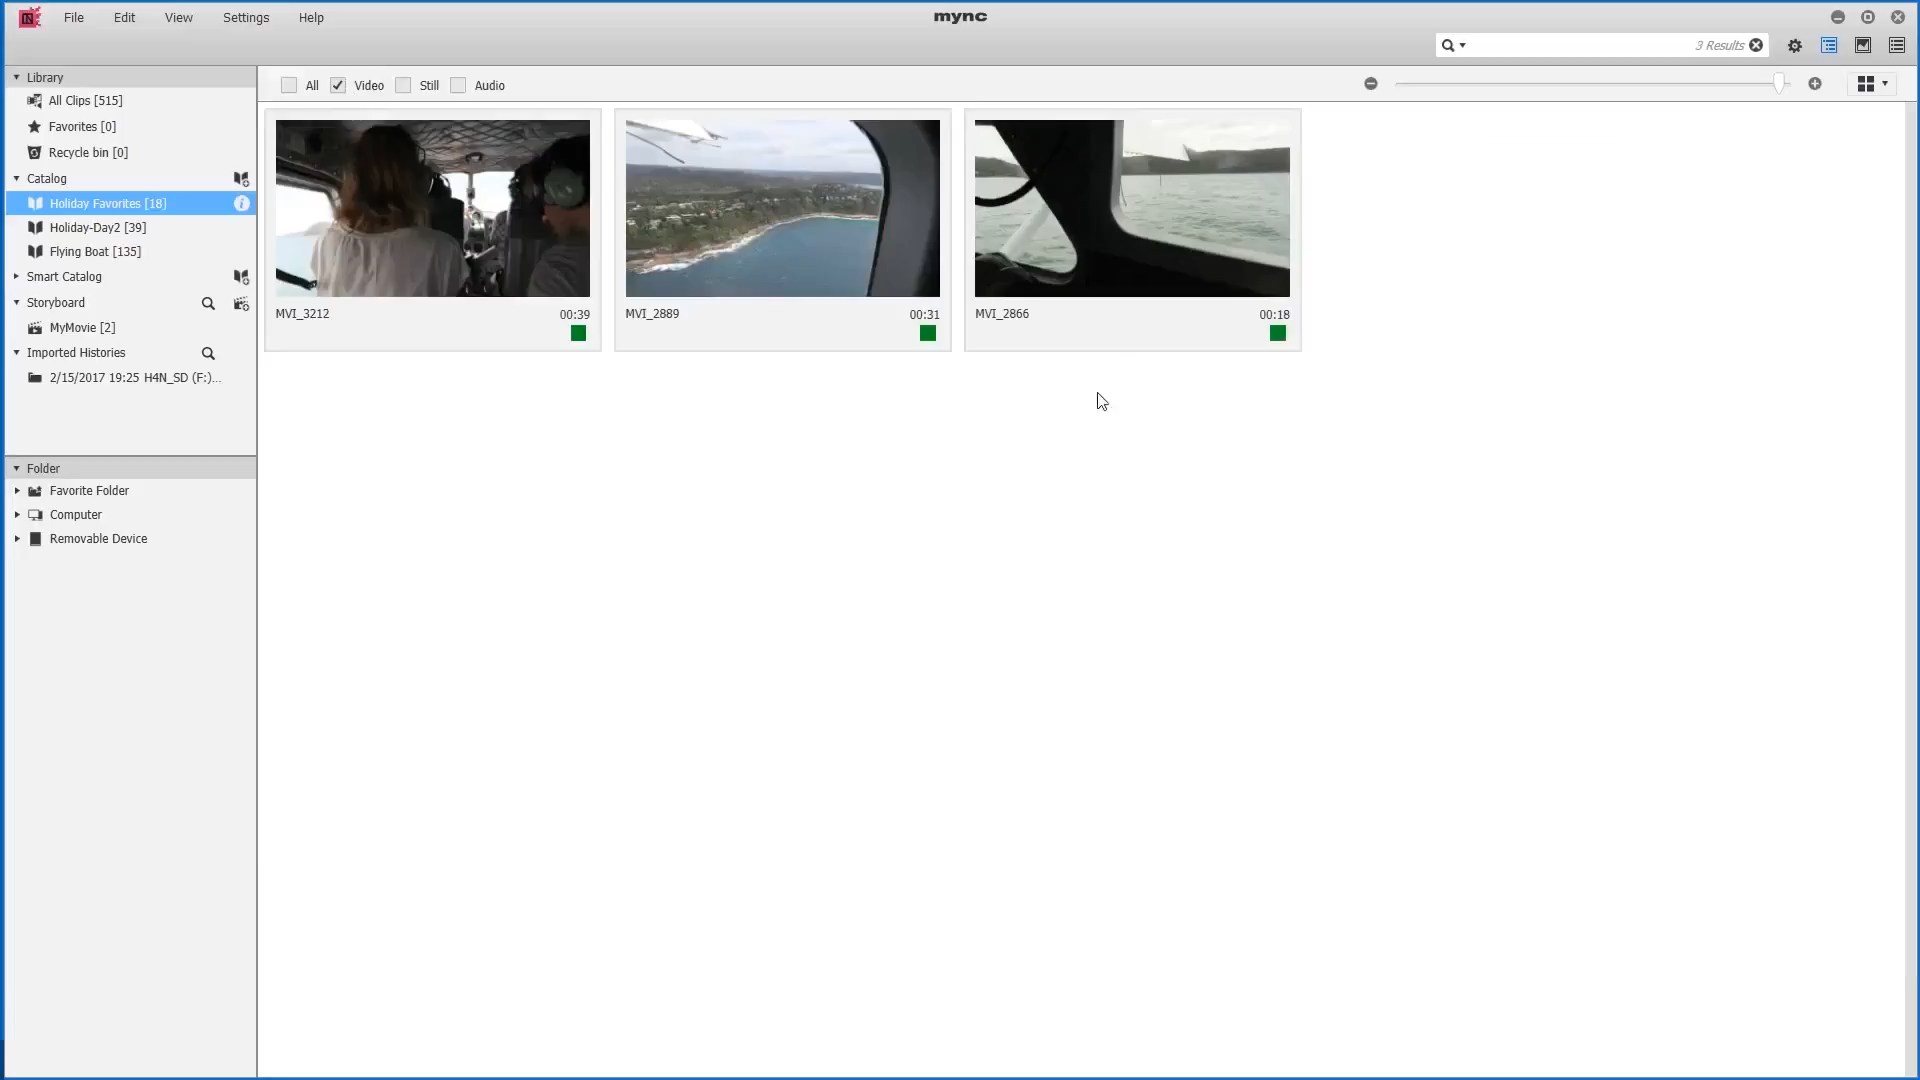 File Edit View Settings Help
mync
3 Results
Library
All Clips [515]
Favorites [0]
Recycle bin [0]
Catalog
Holiday Favorites [18]
Holiday-Day2 [39]
Flying Boat [135]
Smart Catalog
Storyboard
MyMovie [2]
Imported Histories
2/15/2017 19:25 H4N_SD (F:)...
Folder
Favorite Folder
Computer
Removable Device
All Video Still Audio
MVI_3212 00:39
MVI_2889 00:31
MVI_2866 00:18